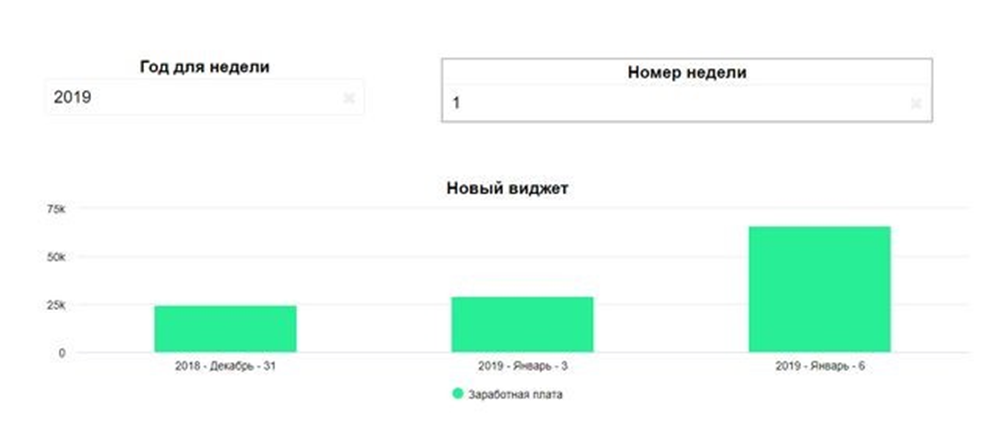 Год для недели
2019
Номер недели
1
Новый виджет
75k
50k
25k
0
2018 - Декабрь - 31
2019 - Январь - 3
2019 - Январь - 6
Заработная плата